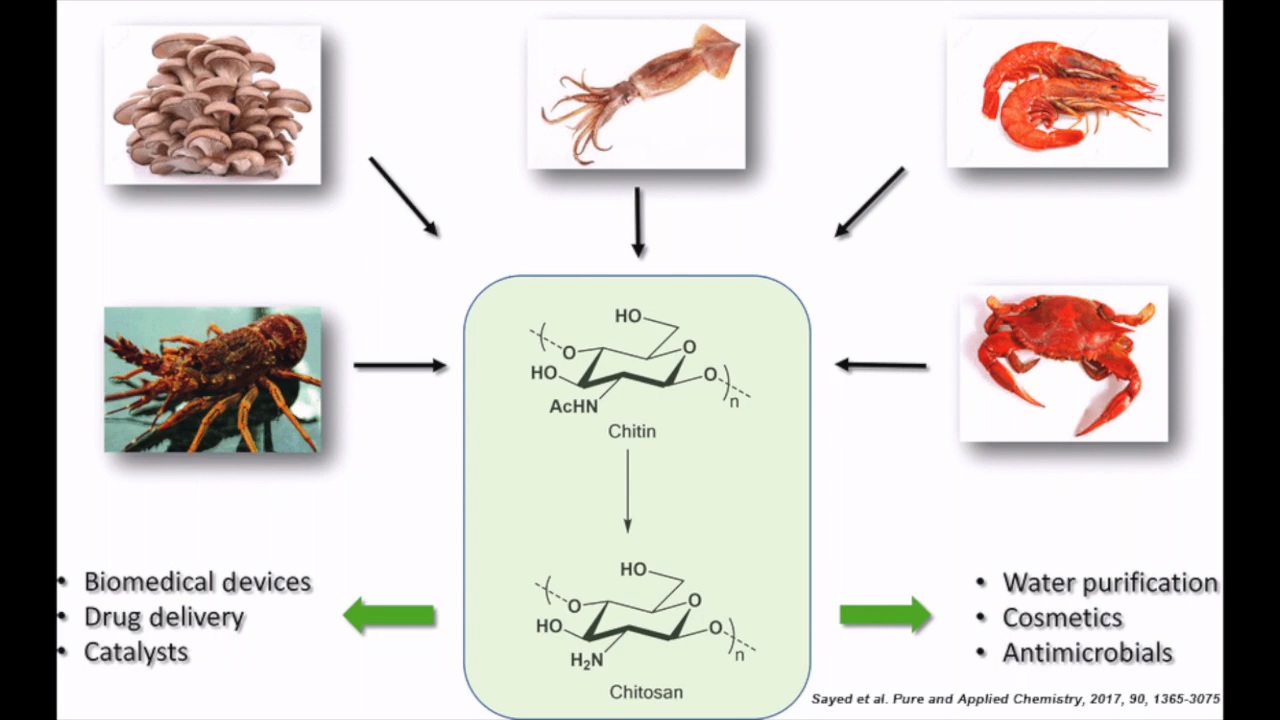 HO
O
O
HO
O
n
AcHN
Chitin
HO
O
O
HO
O
n
H₂N
Chitosan
• Biomedical devices
• Drug delivery
• Catalysts
• Water purification
• Cosmetics
• Antimicrobials
Sayed et al. Pure and Applied Chemistry, 2017, 90, 1365-3075